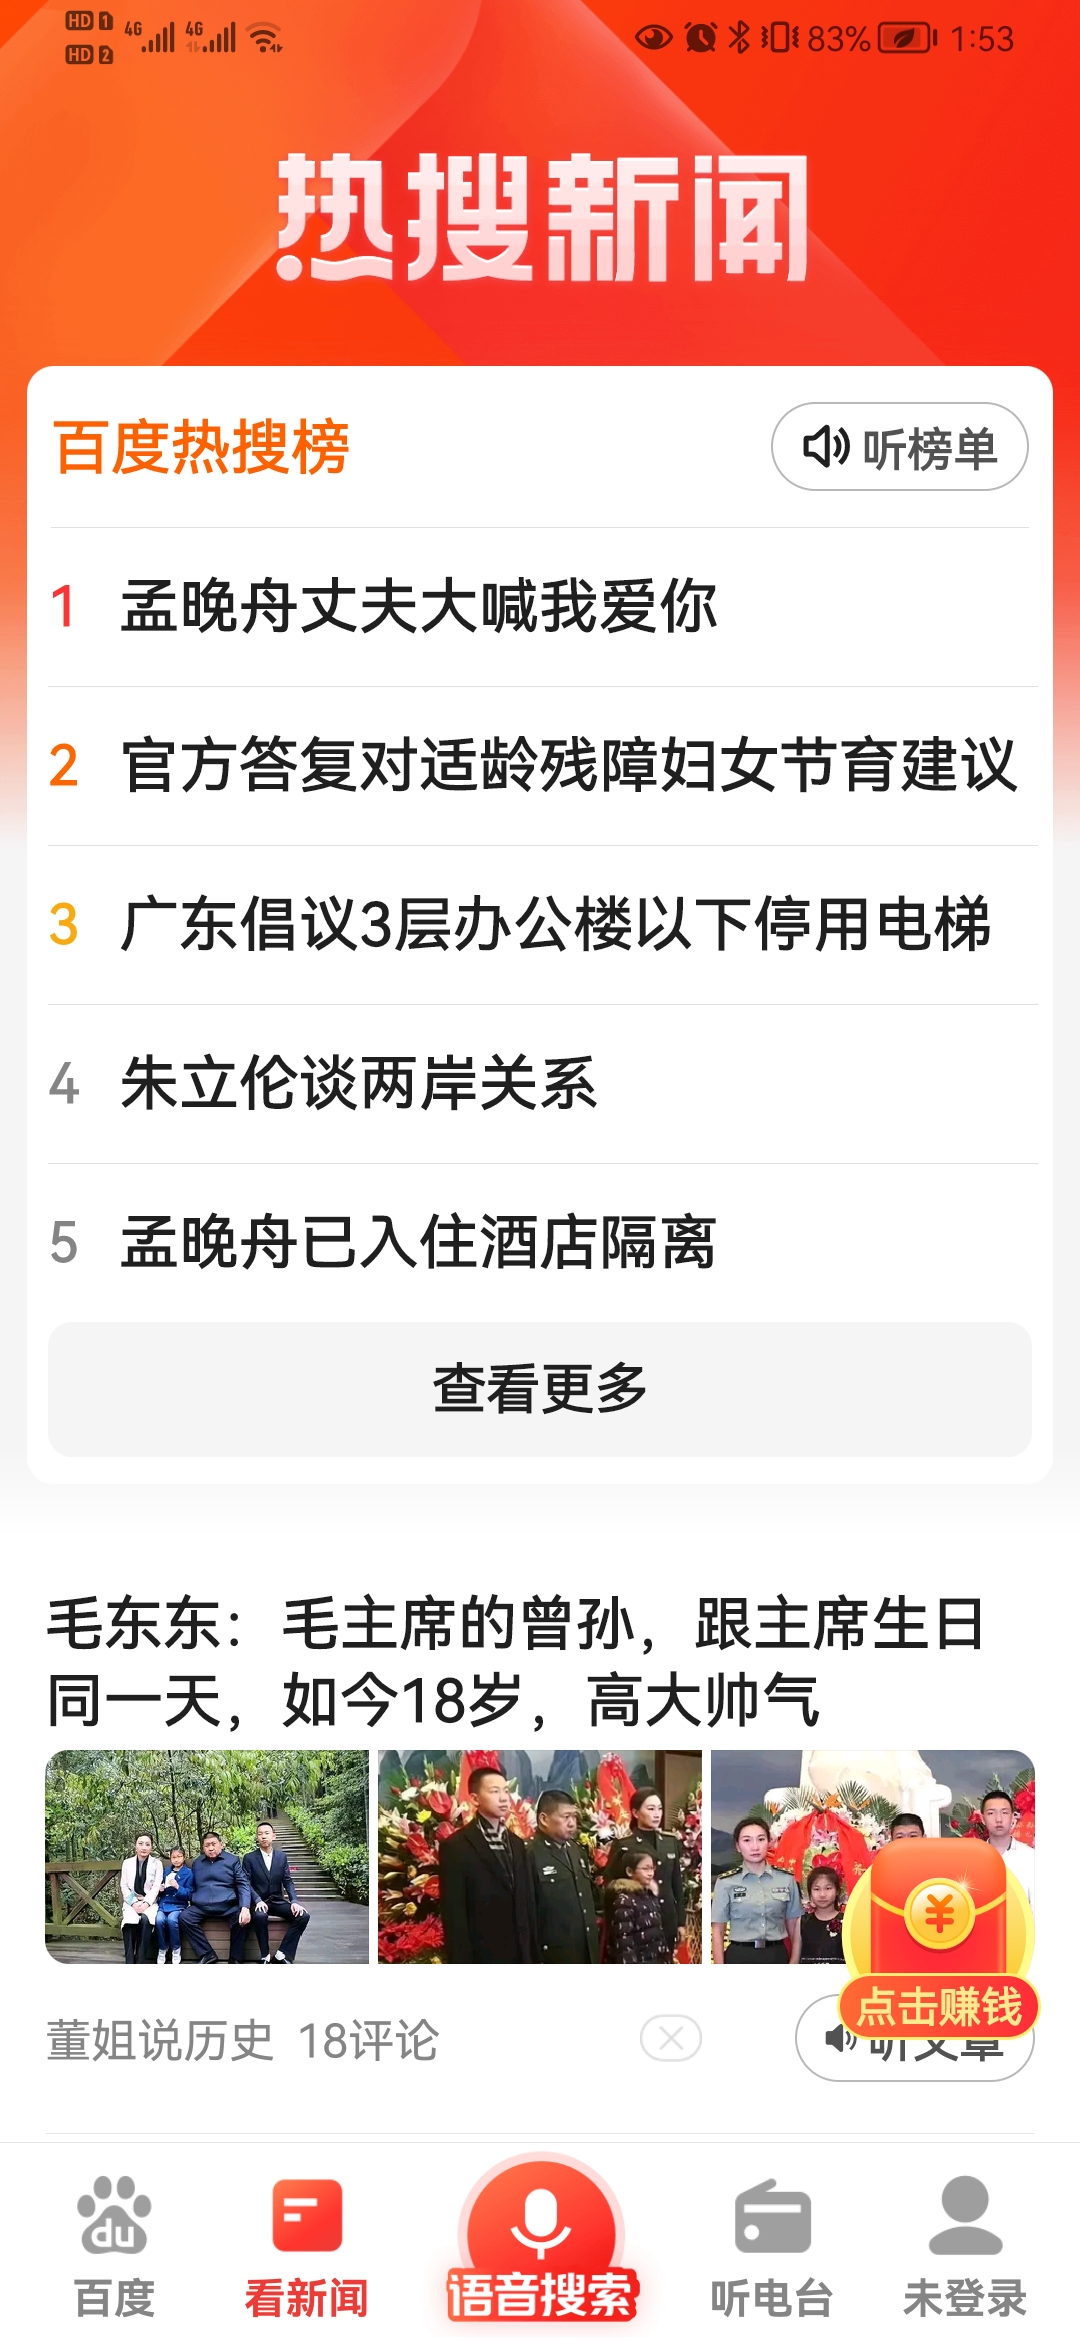 HD 1 4G 4G
HD 2
83% 1:53
热搜新闻
百度热搜榜
听榜单
1 孟晚舟丈夫大喊我爱你
2 官方答复对适龄残障妇女节育建议
3 广东倡议3层办公楼以下停用电梯
4 朱立伦谈两岸关系
5 孟晚舟已入住酒店隔离
查看更多
毛东东：毛主席的曾孙，跟主席生日
同一天，如今18岁，高大帅气
¥
点击赚钱
董姐说历史 18评论
听文章
du
百度
看新闻
语音搜索
听电台
未登录